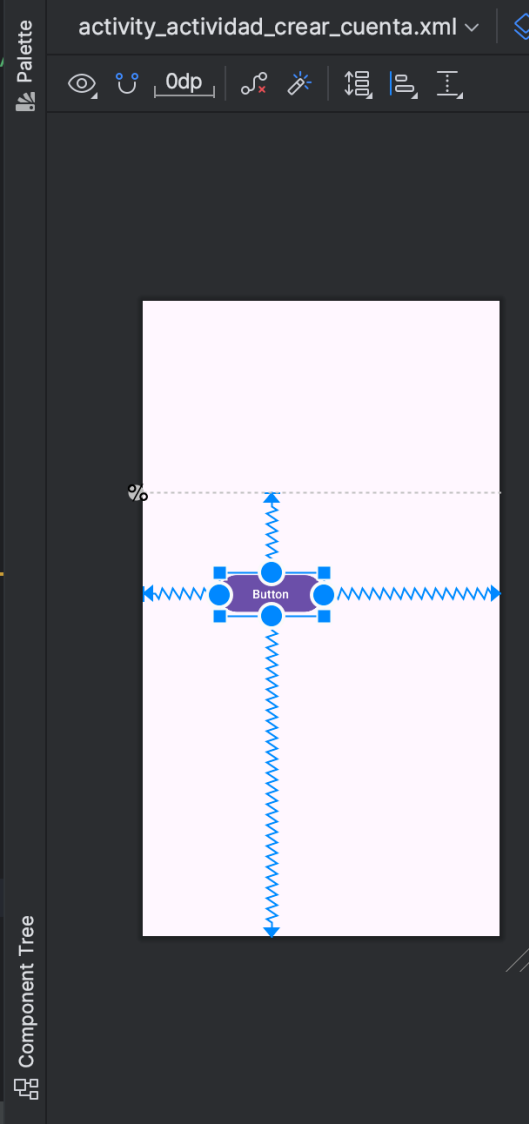 activity_actividad_crear_cuenta.xml
Palette
0dp
%
Button
Component Tree